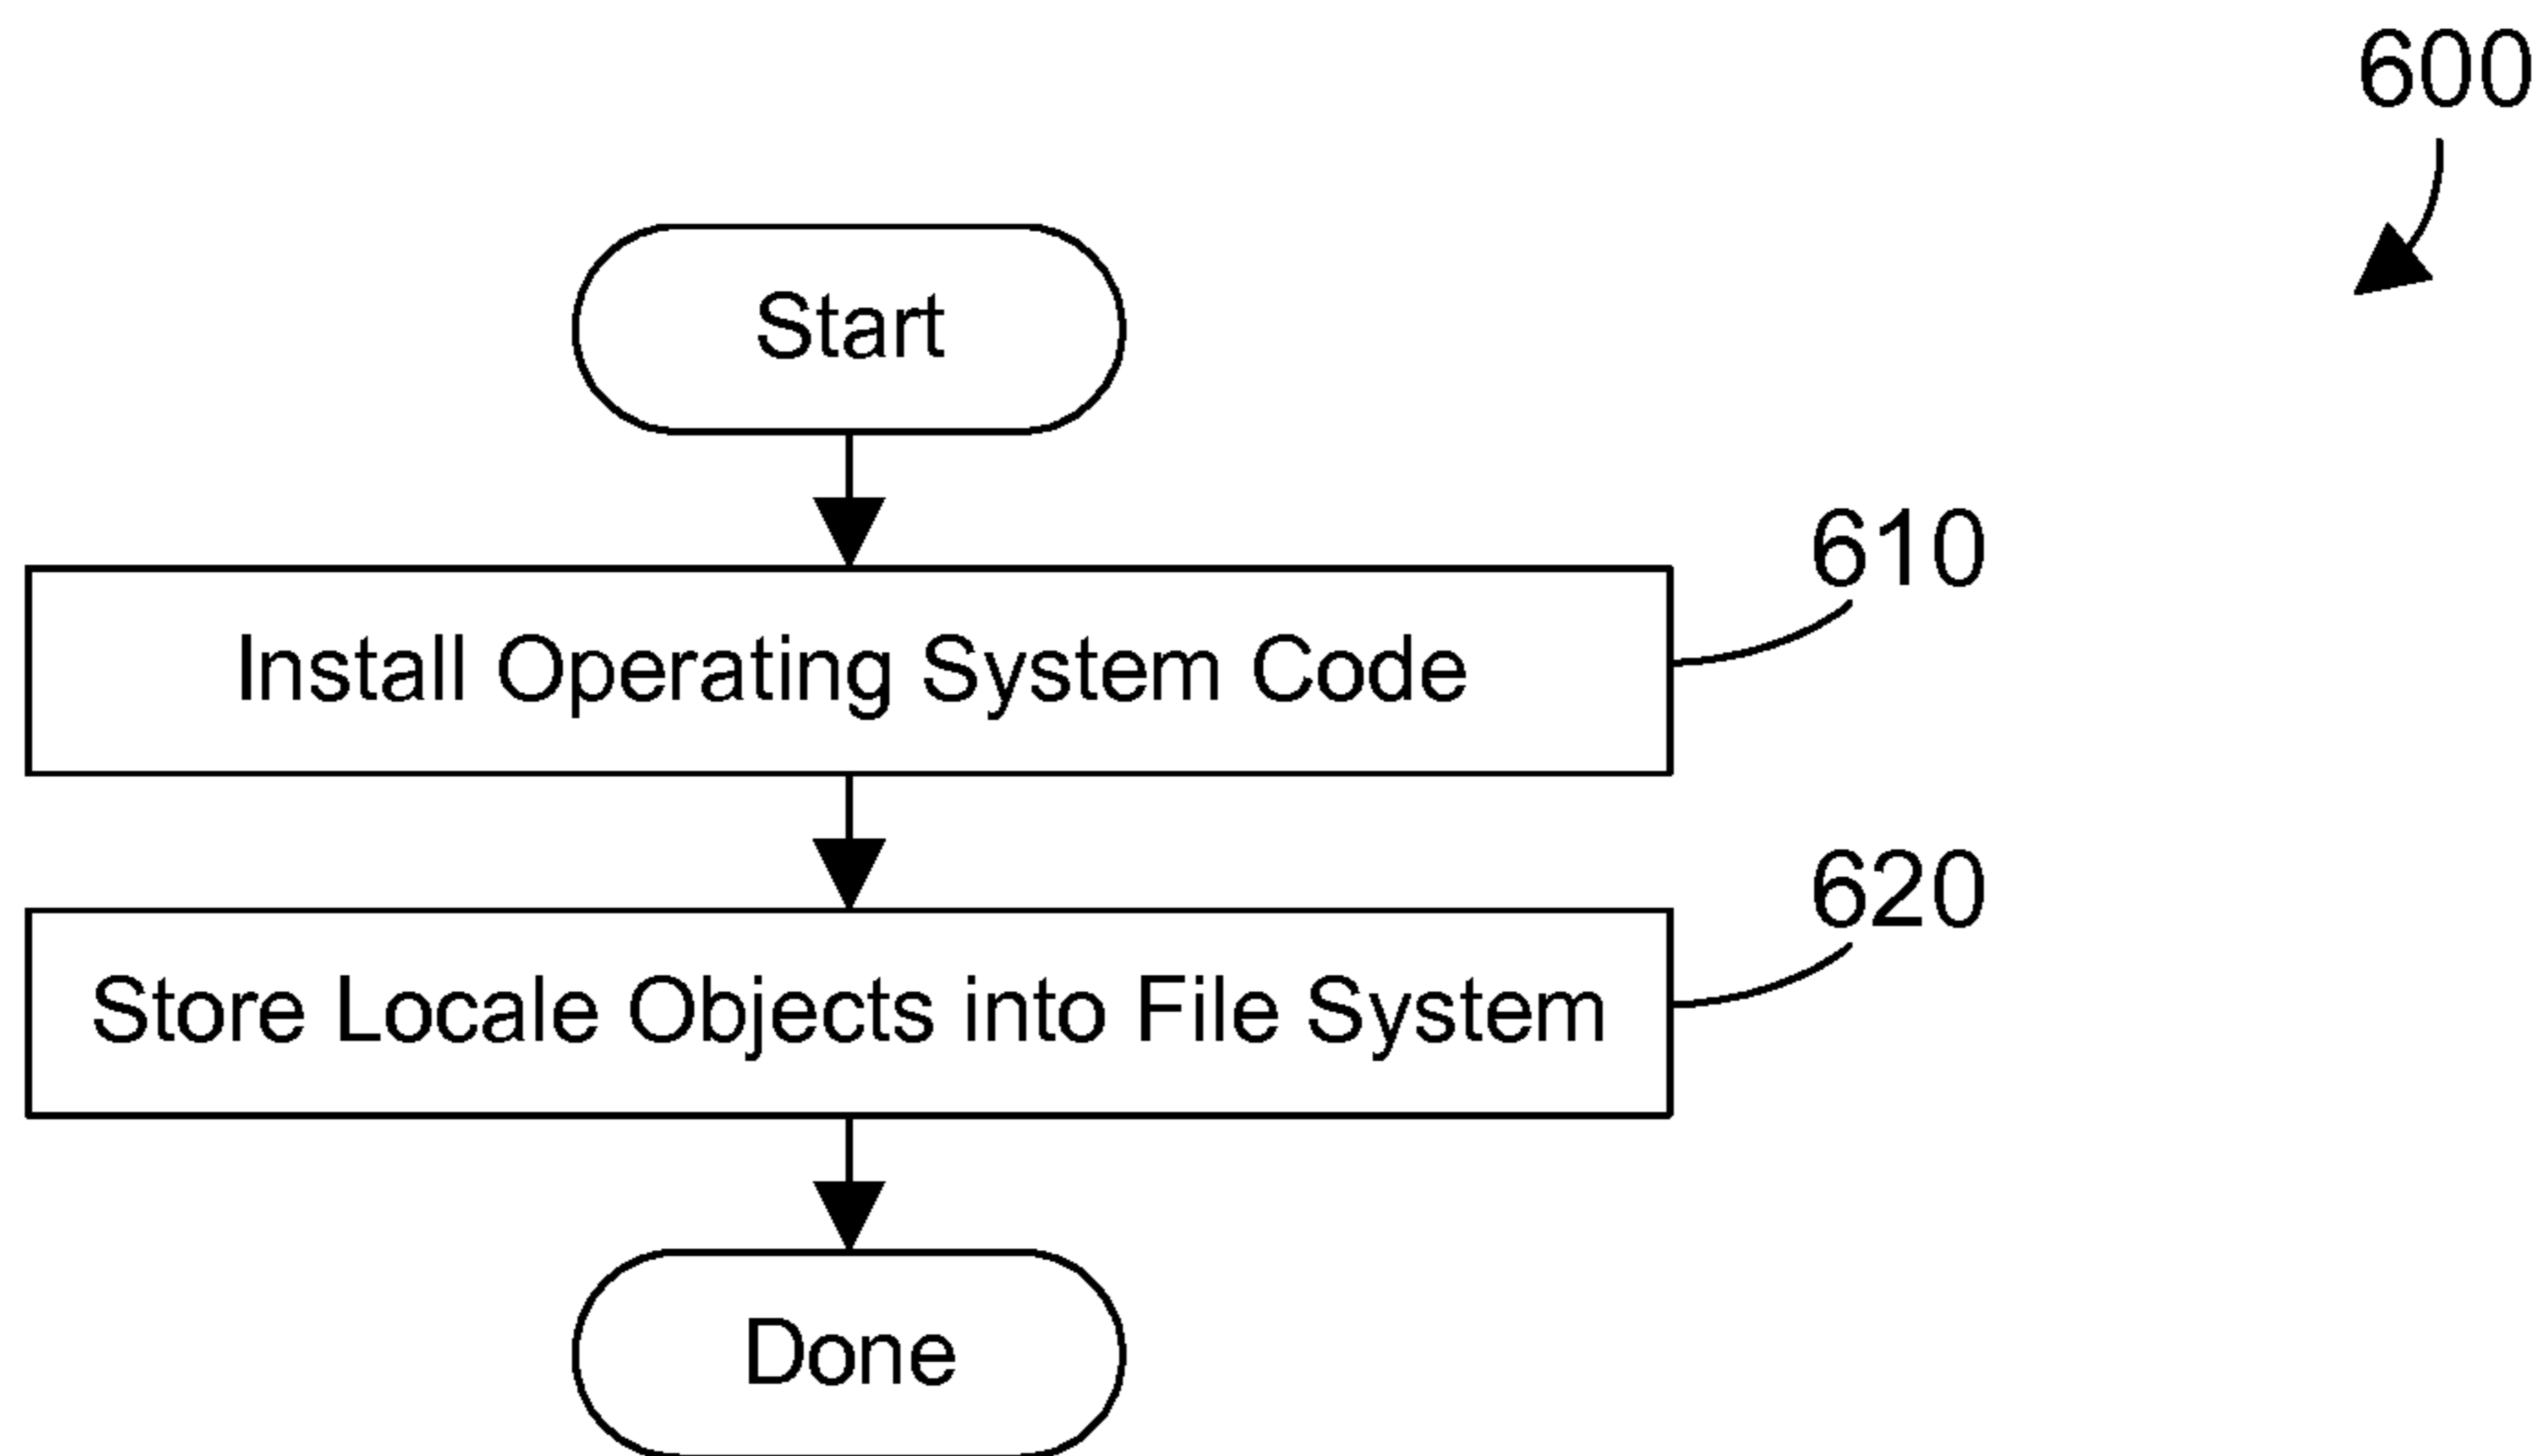 600
Start
610
Install Operating System Code
620
Store Locale Objects into File System
Done